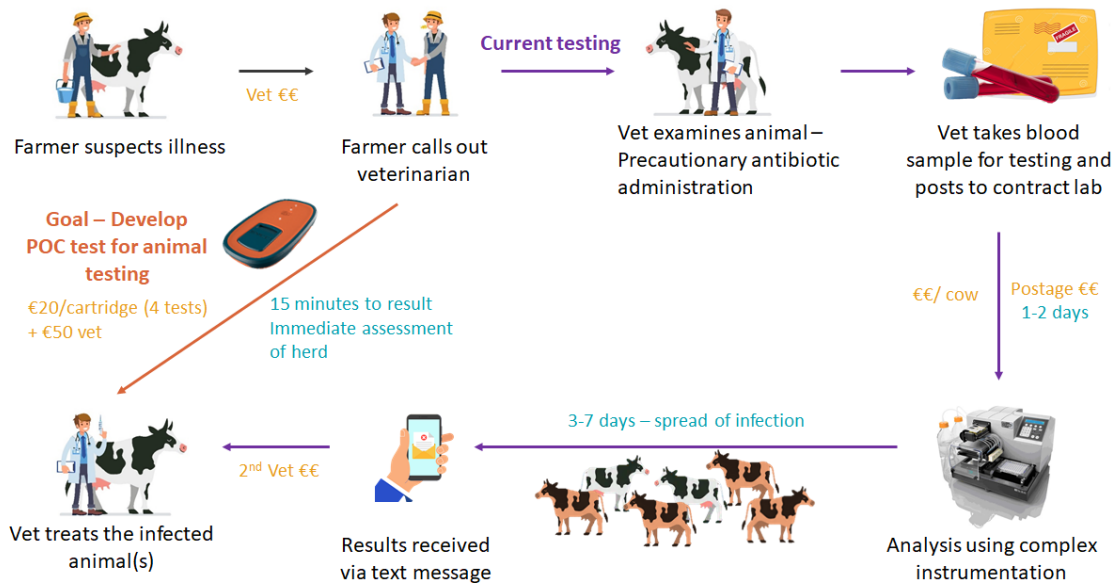 Current testing
Vet €€
Farmer suspects illness
Farmer calls out
veterinarian
Vet examines animal –
Precautionary antibiotic
administration
FRAGILE
Vet takes blood
sample for testing and
posts to contract lab
Goal – Develop
POC test for animal
testing
€20/cartridge (4 tests)
+ €50 vet
15 minutes to result
Immediate assessment
of herd
€€/ cow
Postage €€
1-2 days
3-7 days – spread of infection
2nd Vet €€
Vet treats the infected
animal(s)
Results received
via text message
Analysis using complex
instrumentation